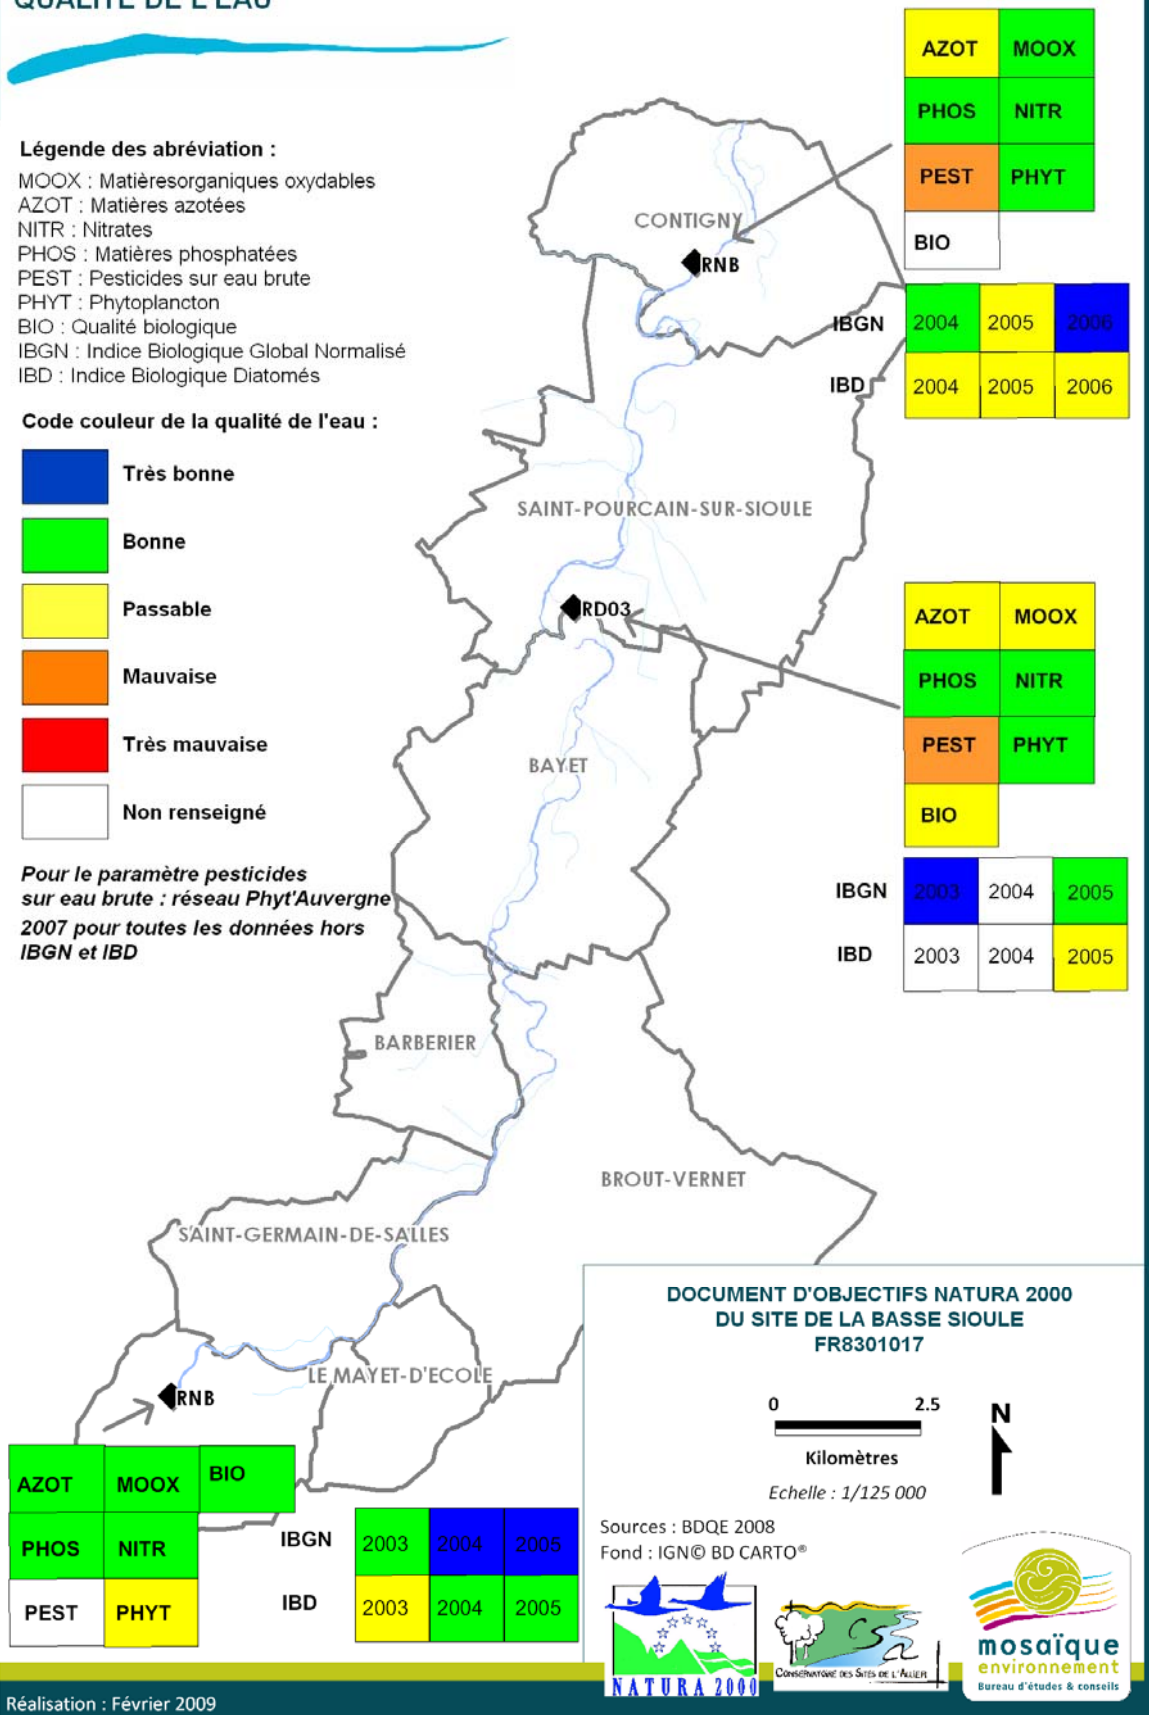 QUALITE DE L'EAU
Légende des abréviation :
MOOX : Matièresorganiques oxydables
AZOT : Matières azotées
NITR : Nitrates
PHOS : Matières phosphatées
PEST : Pesticides sur eau brute
PHYT : Phytoplancton
BIO : Qualité biologique
IBGN : Indice Biologique Global Normalisé
IBD : Indice Biologique Diatomés
Code couleur de la qualité de l'eau :
Très bonne
Bonne
Passable
Mauvaise
Très mauvaise
Non renseigné
Pour le paramètre pesticides
sur eau brute : réseau Phyt'Auvergne
2007 pour toutes les données hors
IBGN et IBD
AZOT MOOX
PHOS NITR
PEST PHYT
BIO
IBGN 2004 2005 2006
IBD 2004 2005 2006
CONTIGNY
RNB
SAINT-POURCAIN-SUR-SIOULE
RD03
AZOT MOOX
PHOS NITR
PEST PHYT
BIO
IBGN 2003 2004 2005
IBD 2003 2004 2005
BAYET
BARBERIER
BROUT-VERNET
SAINT-GERMAIN-DE-SALLES
LE MAYET-D'ECOLE
RNB
AZOT MOOX BIO
PHOS NITR
PEST PHYT
IBGN 2003 2004 2005
IBD 2003 2004 2005
DOCUMENT D'OBJECTIFS NATURA 2000
DU SITE DE LA BASSE SIOULE
FR8301017
0 2.5
Kilomètres
N
Echelle : 1/125 000
Sources : BDQE 2008
Fond : IGN© BD CARTO®
NATURA 2000
CONSERVATOIRE DES SITES DE L'ALLIER
mosaïque
environnement
Bureau d'études & conseils
Réalisation : Février 2009